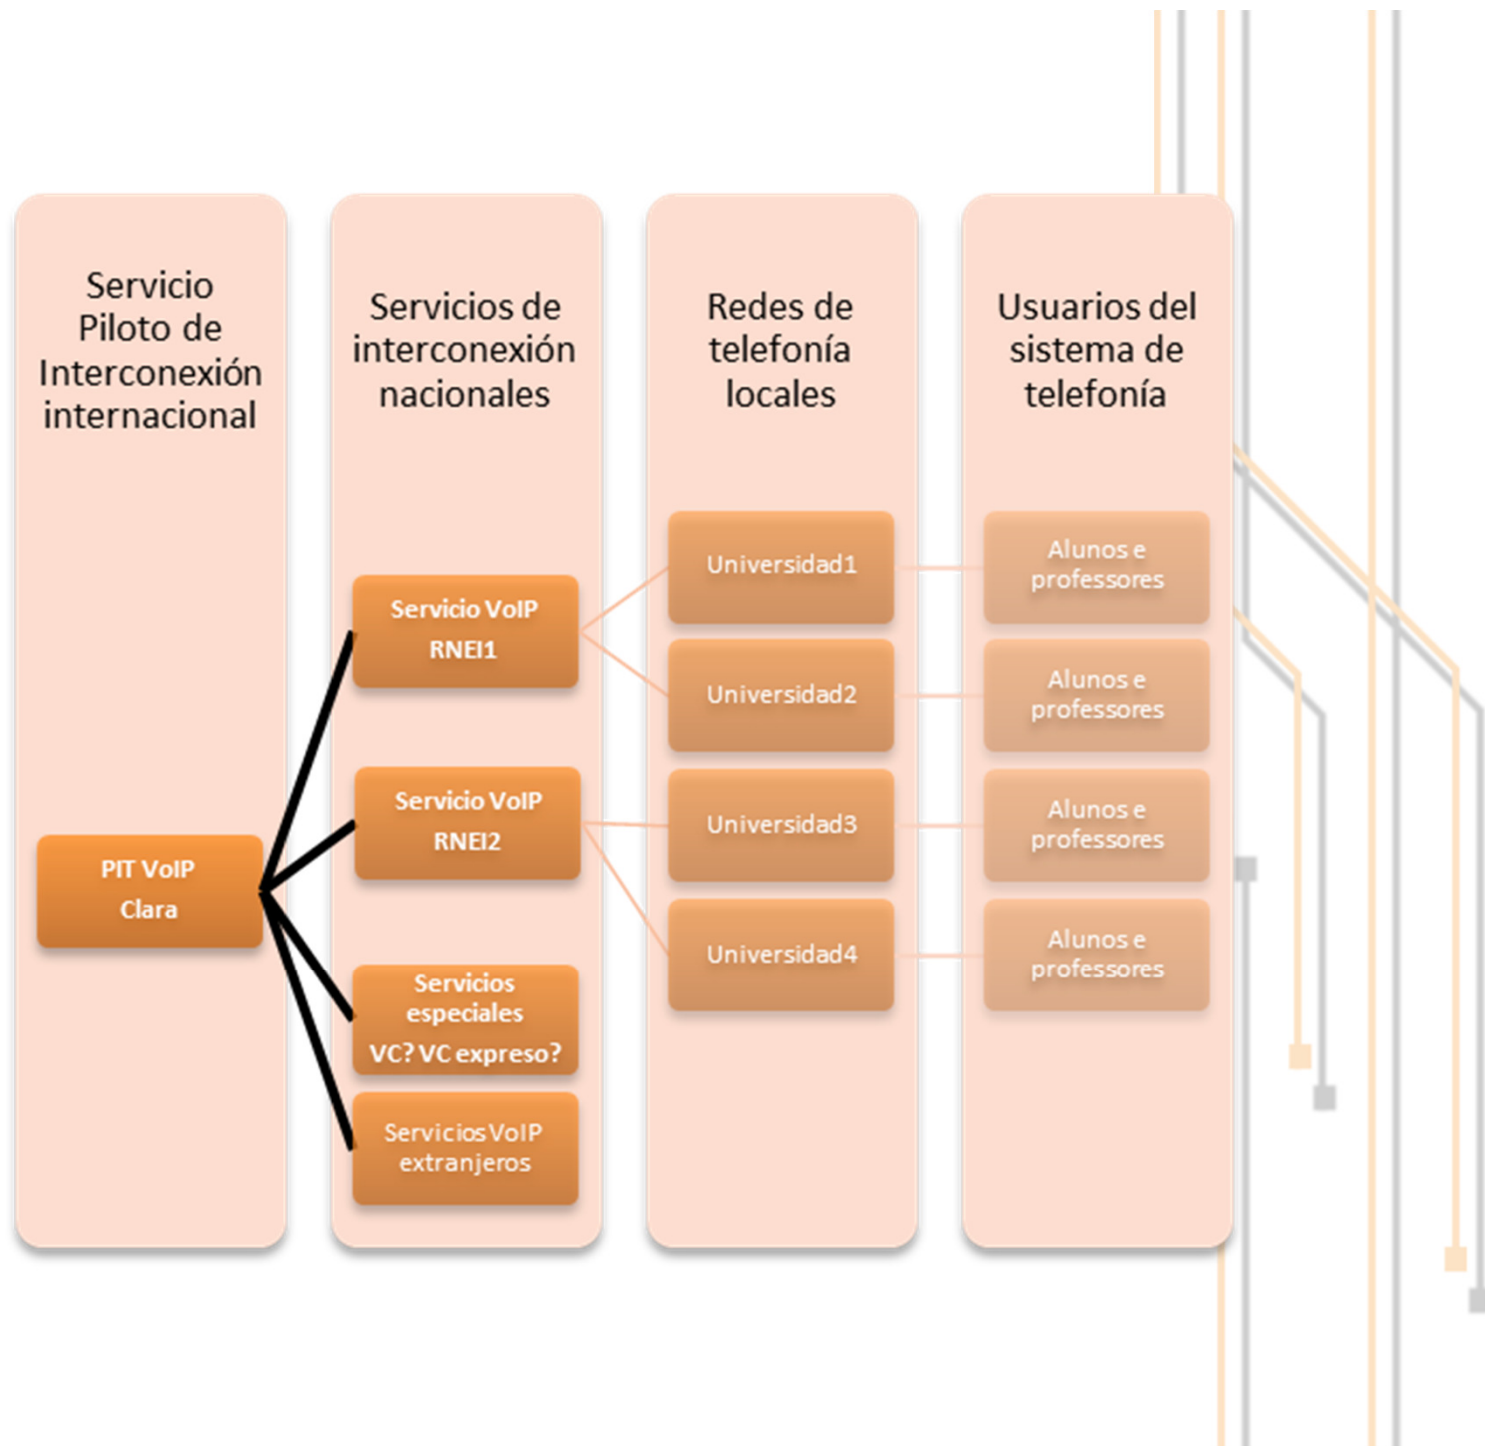 Servicio
Piloto de
Interconexión
internacional
Servicios de
interconexión
nacionales
Redes de
telefonía
locales
Usuarios del
sistema de
telefonía
PIT VoIP
Clara
Servicio VoIP
RNEI1
Servicio VoIP
RNEI2
Servicios
especiales
VC? VC expreso?
Servicios VoIP
extranjeros
Universidad1
Universidad2
Universidad3
Universidad4
Alunos e
professores
Alunos e
professores
Alunos e
professores
Alunos e
professores